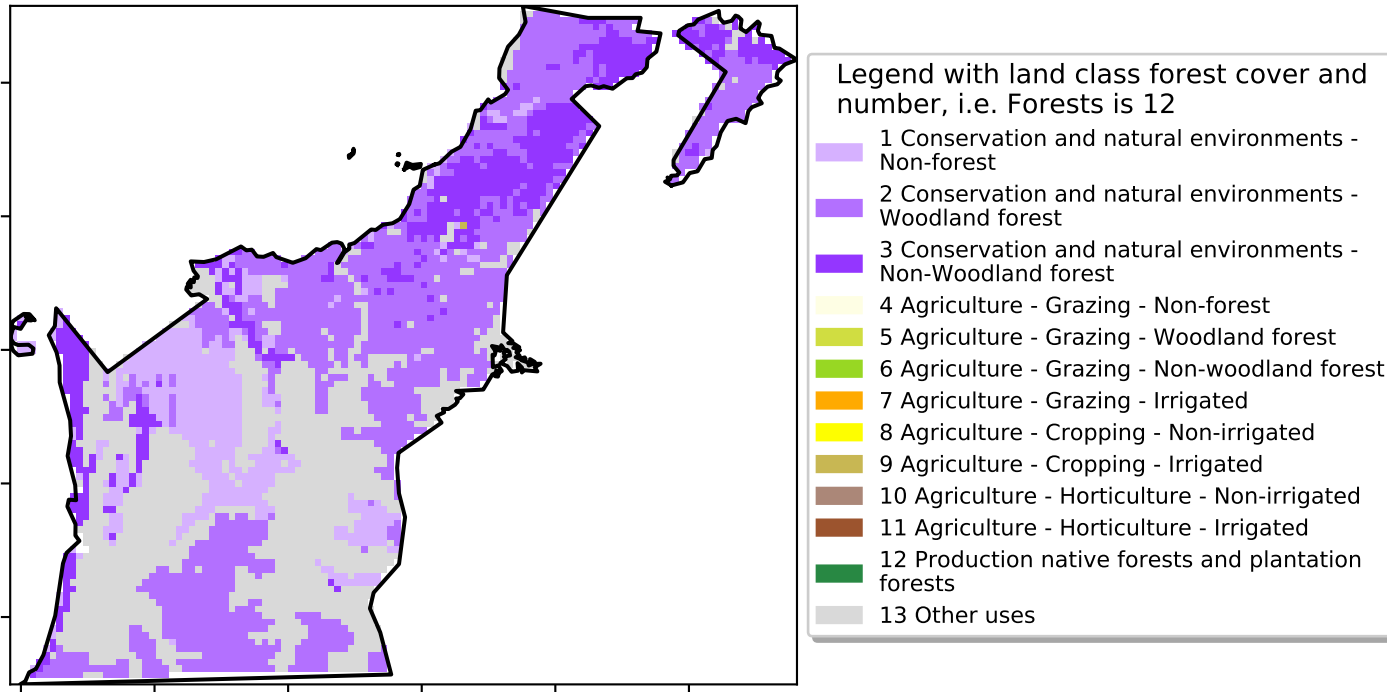 Legend with land class forest cover and
number, i.e. Forests is 12
1 Conservation and natural environments -
Non-forest
2 Conservation and natural environments -
Woodland forest
3 Conservation and natural environments -
Non-Woodland forest
4 Agriculture - Grazing - Non-forest
5 Agriculture - Grazing - Woodland forest
6 Agriculture - Grazing - Non-woodland forest
7 Agriculture - Grazing - Irrigated
8 Agriculture - Cropping - Non-irrigated
9 Agriculture - Cropping - Irrigated
10 Agriculture - Horticulture - Non-irrigated
11 Agriculture - Horticulture - Irrigated
12 Production native forests and plantation
forests
13 Other uses